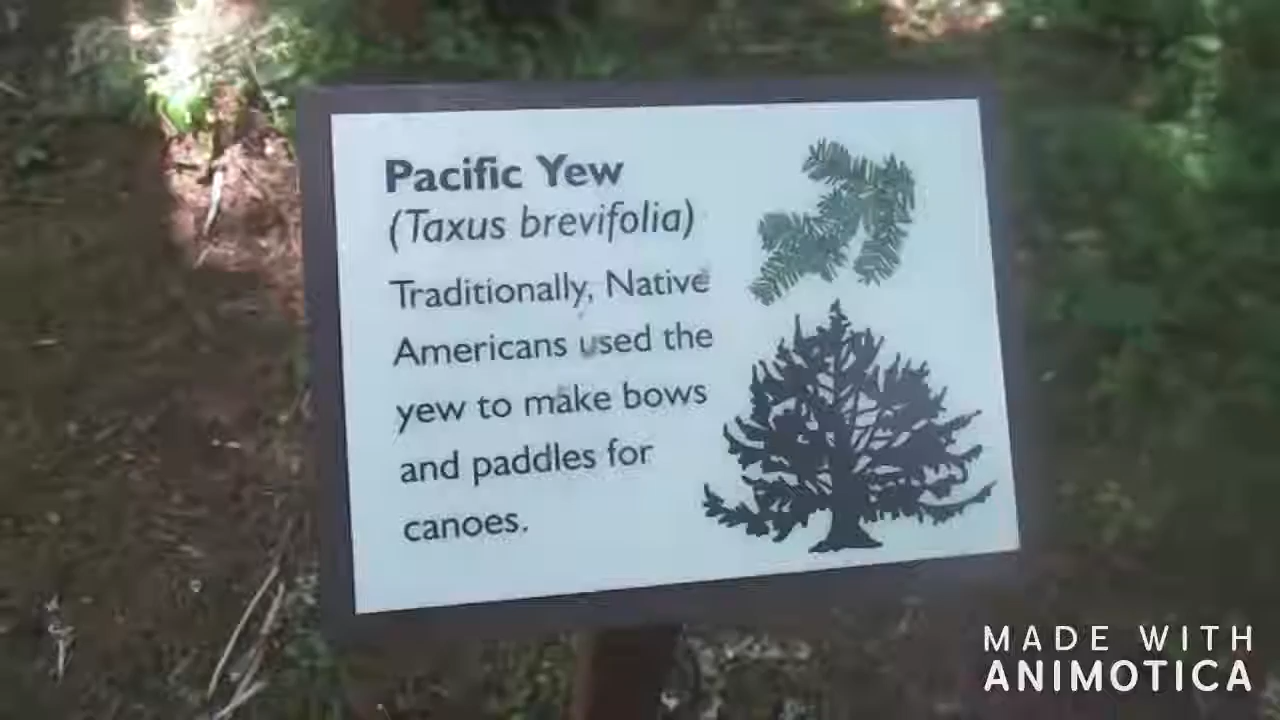 Pacific Yew
(Taxus brevifolia)
Traditionally, Native
Americans used the
yew to make bows
and paddles for
canoes.
MADE WITH
ANIMOTICA